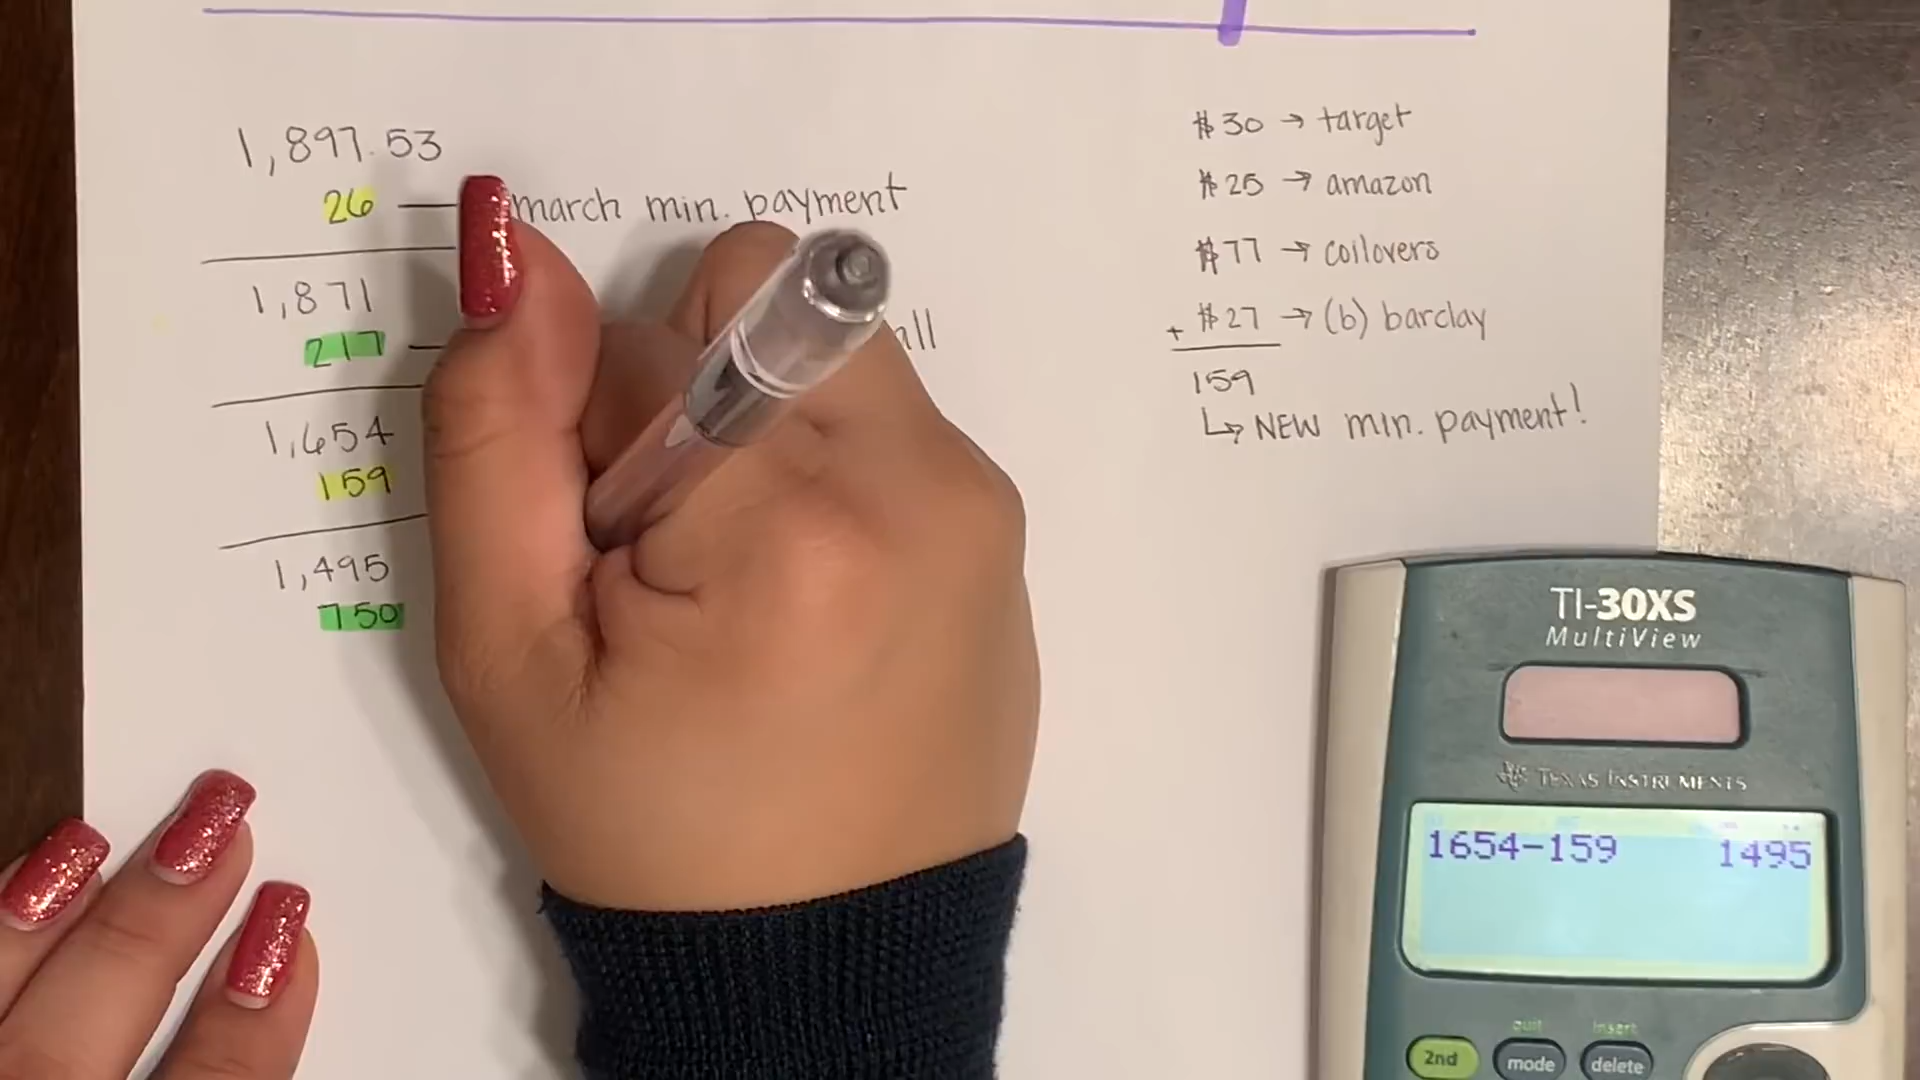 1,897.53
26 — march min. payment
1,871
217 —
1,654
159
1,495
750
$30 → target
$25 → amazon
$77 → coilovers
+ $27 → (b) barclay
159
↳ NEW min. payment!
TI-30XS
MultiView
TEXAS INSTRUMENTS
1654-159 1495
quit insert
2nd mode delete